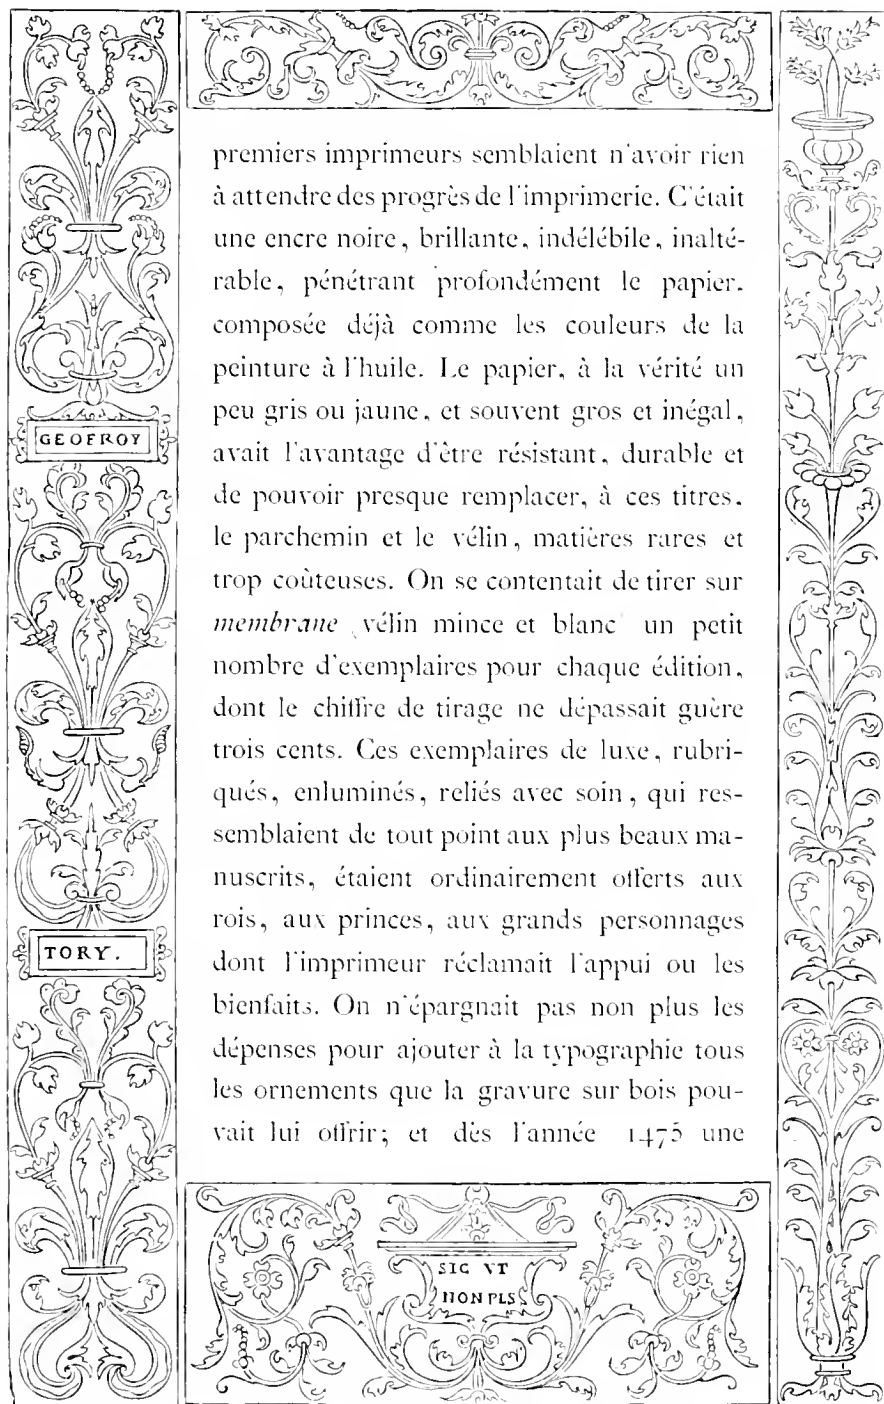 premiers imprimeurs semblaient n'avoir rien
à attendre des progrès de l'imprimerie. C'était
une encre noire, brillante, indélébile, inalté-
rable, pénétrant profondément le papier.
composée déjà comme les couleurs de la
peinture à l'huile. Le papier, à la vérité un
peu gris ou jaune, et souvent gros et inégal,
avait l'avantage d'être résistant, durable et
de pouvoir presque remplacer, à ces titres.
le parchemin et le vélin, matières rares et
trop coûteuses. On se contentait de tirer sur
membrane (vélin mince et blanc un petit
nombre d'exemplaires pour chaque édition,
dont le chiffre de tirage ne dépassait guère
trois cents. Ces exemplaires de luxe, rubri-
qués, enluminés, reliés avec soin, qui res-
semblaient de tout point aux plus beaux ma-
nuscrits, étaient ordinairement offerts aux
rois, aux princes, aux grands personnages
dont l'imprimeur réclamait l'appui ou les
bienfaits. On n'épargnait pas non plus les
dépenses pour ajouter à la typographie tous
les ornements que la gravure sur bois pou-
vait lui offrir; et dès l'année 1475 une
GEOFROY
TORY.
SIC VT
NON PLS